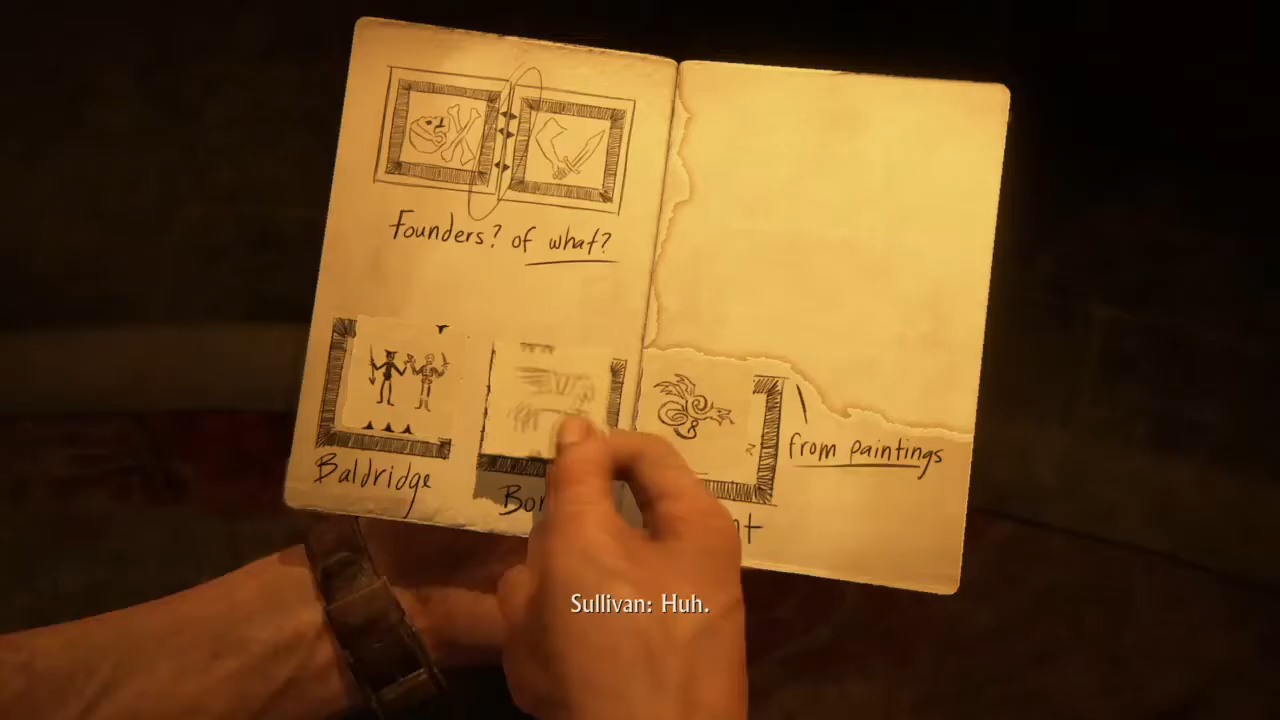 Founders? of what?
from paintings
Baldridge
Sullivan: Huh.